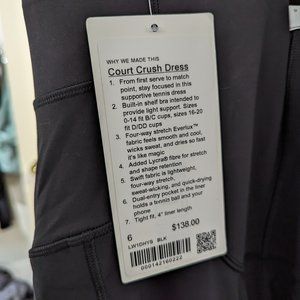 WHY WE MADE THIS
Court Crush Dress
1. From first serve to match
point, stay focused in this
supportive tennis dress
2. Built-in shelf bra intended to
provide light support. Sizes
0-14 fit B/C cups, sizes 16-20
fit D/DD cups
3. Four-way stretch Everlux™
fabric feels smooth and cool,
wicks sweat, and dries so fast
it's like magic
4. Added Lycra® fibre for stretch
and shape retention
5. Swift fabric is lightweight,
four-way stretch,
sweat-wicking, and quick-drying
6. Dual-entry pocket in the liner
holds a tennis ball and your
phone
7. Tight fit, 4" liner length
6
$138.00
LW1GHYS BLK
000142160222